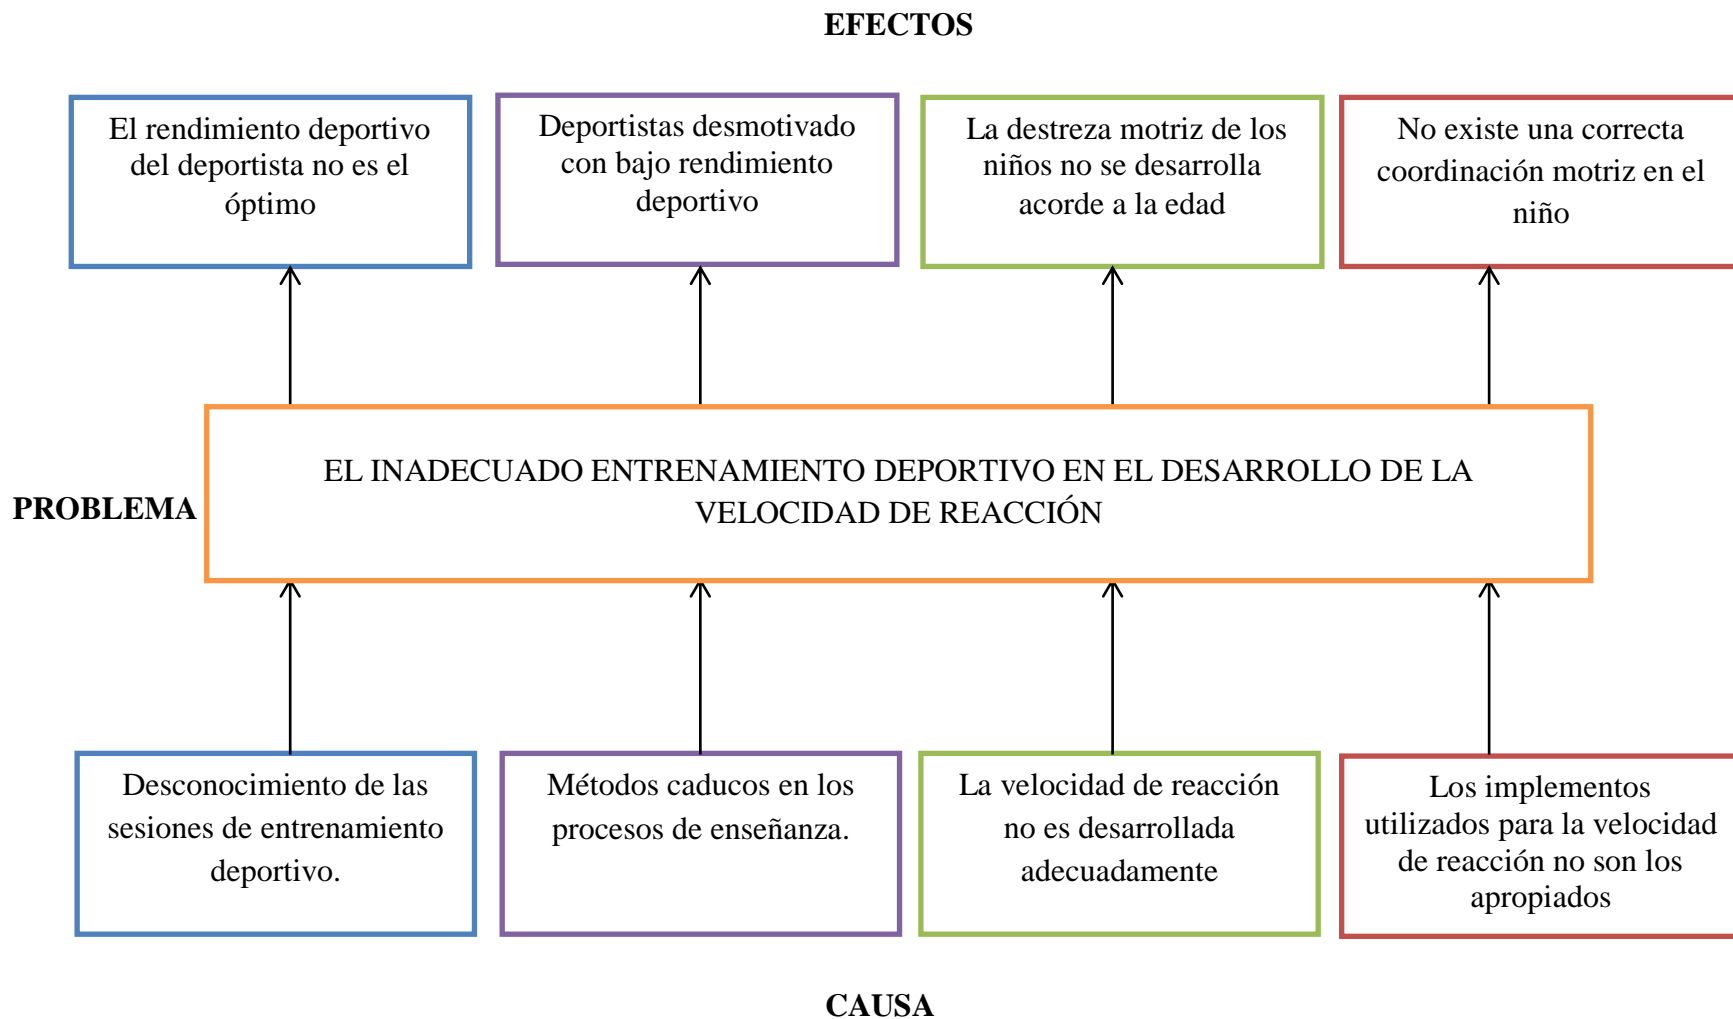 EFECTOS
El rendimiento deportivo
del deportista no es el
óptimo
Deportistas desmotivado
con bajo rendimiento
deportivo
La destreza motriz de los
niños no se desarrolla
acorde a la edad
No existe una correcta
coordinación motriz en el
niño
PROBLEMA
EL INADECUADO ENTRENAMIENTO DEPORTIVO EN EL DESARROLLO DE LA
VELOCIDAD DE REACCIÓN
Desconocimiento de las
sesiones de entrenamiento
deportivo.
Métodos caducos en los
procesos de enseñanza.
La velocidad de reacción
no es desarrollada
adecuadamente
Los implementos
utilizados para la velocidad
de reacción no son los
apropiados
CAUSA